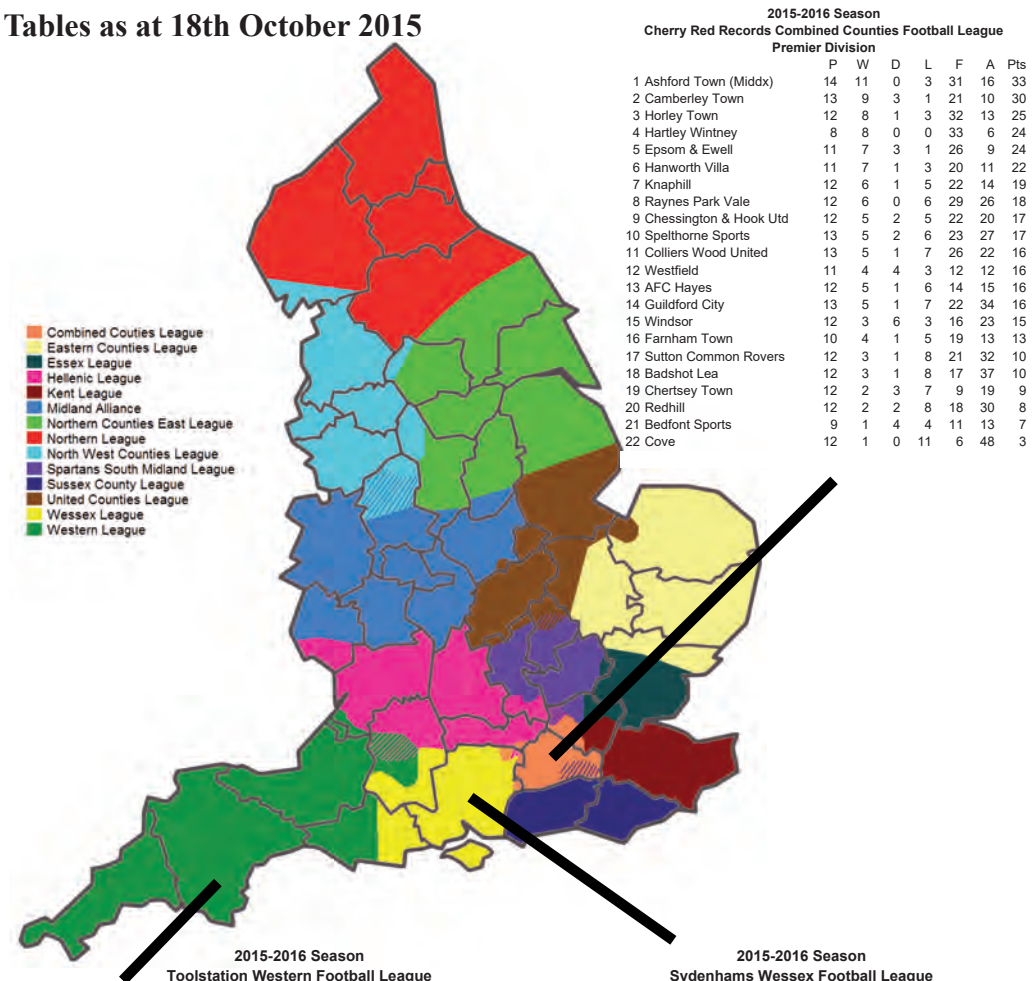 Tables as at 18th October 2015
2015-2016 Season
Cherry Red Records Combined Counties Football League
Premier Division
P W D L F A Pts
1 Ashford Town (Middx) 14 11 0 3 31 16 33
2 Camberley Town 13 9 3 1 21 10 30
3 Horley Town 12 8 1 3 32 13 25
4 Hartley Wintney 8 8 0 0 33 6 24
5 Epsom & Ewell 11 7 3 1 26 9 24
6 Hanworth Villa 11 7 1 3 20 11 22
7 Knaphill 12 6 1 5 22 14 19
8 Raynes Park Vale 12 6 0 6 29 26 18
9 Chessington & Hook Utd 12 5 2 5 22 20 17
10 Spelthorne Sports 13 5 2 6 23 27 17
11 Colliers Wood United 13 5 1 7 26 22 16
12 Westfield 11 4 4 3 12 12 16
13 AFC Hayes 12 5 1 6 14 15 16
14 Guildford City 13 5 1 7 22 34 16
15 Windsor 12 3 6 3 16 23 15
16 Farnham Town 10 4 1 5 19 13 13
17 Sutton Common Rovers 12 3 1 8 21 32 10
18 Badshot Lea 12 3 1 8 17 37 10
19 Chertsey Town 12 2 3 7 9 19 9
20 Redhill 12 2 2 8 18 30 8
21 Bedfont Sports 9 1 4 4 11 13 7
22 Cove 12 1 0 11 6 48 3
Combined Couties League
Eastern Counties League
Essex League
Hellenic League
Kent League
Midland Alliance
Northern Counties East League
Northern League
North West Counties League
Spartans South Midland League
Sussex County League
United Counties League
Wessex League
Western League
2015-2016 Season
Toolstation Western Football League
2015-2016 Season
Sydenhams Wessex Football League